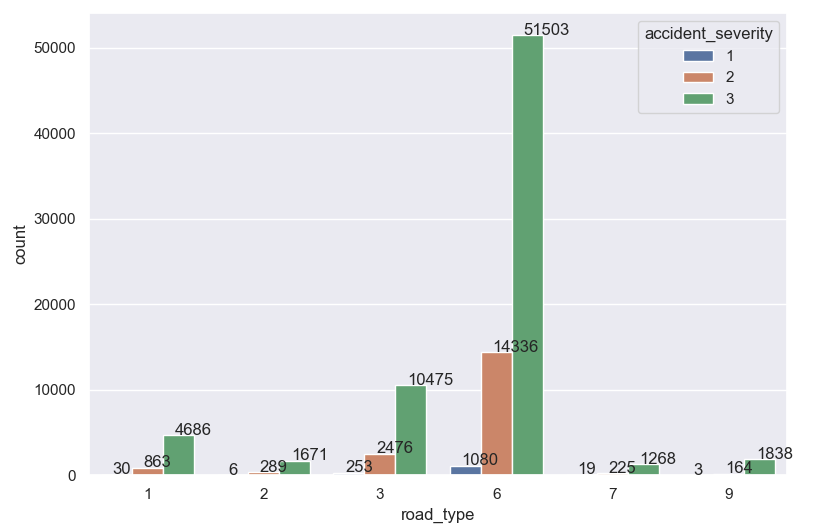 accident_severity
1
2
3
count
50000
40000
30000
20000
10000
0
30 863 4686
6 289 1671
253 2476 10475
1080 14336 51503
19 225 1268
3 164 1838
1 2 3 6 7 9
road_type